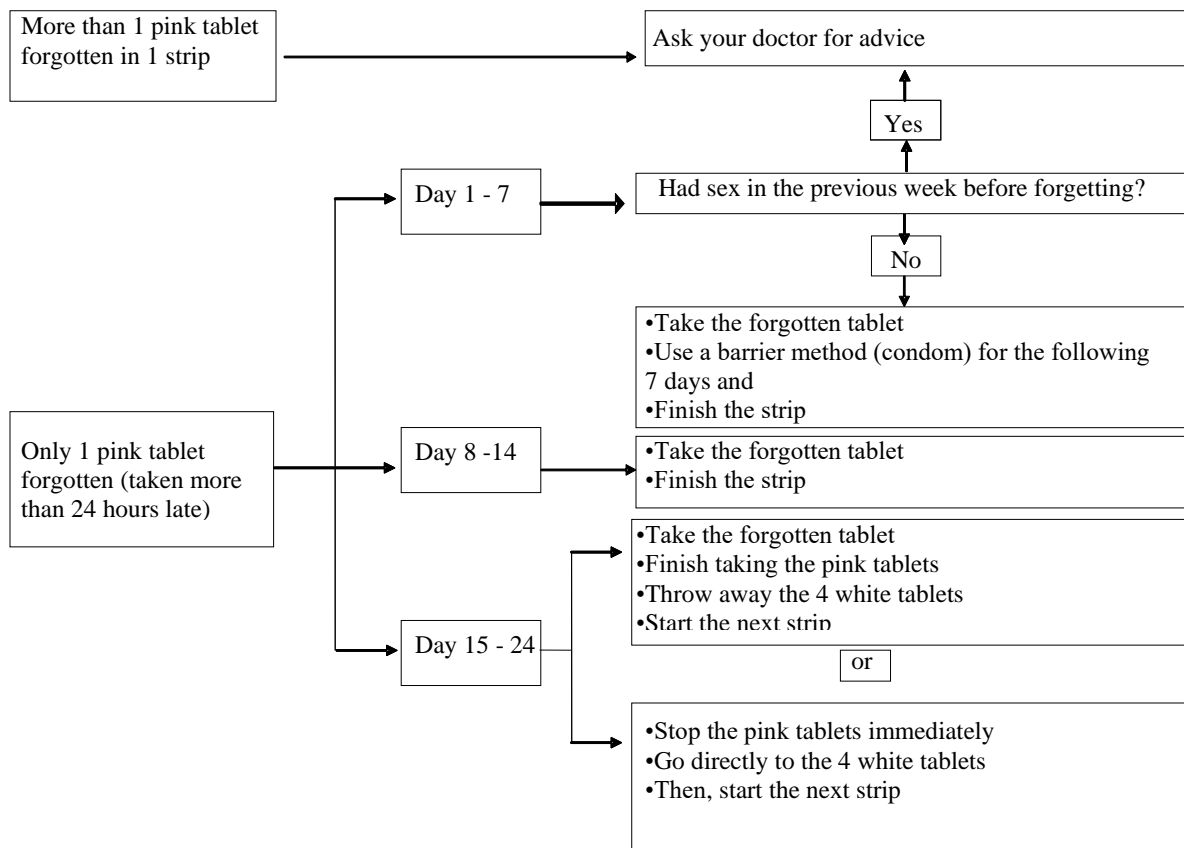 More than 1 pink tablet
forgotten in 1 strip
Ask your doctor for advice
Yes
Day 1 - 7
Had sex in the previous week before forgetting?
No
•Take the forgotten tablet
•Use a barrier method (condom) for the following
7 days and
•Finish the strip
Only 1 pink tablet
forgotten (taken more
than 24 hours late)
Day 8 -14
•Take the forgotten tablet
•Finish the strip
Day 15 - 24
•Take the forgotten tablet
•Finish taking the pink tablets
•Throw away the 4 white tablets
•Start the next strip
or
•Stop the pink tablets immediately
•Go directly to the 4 white tablets
•Then, start the next strip